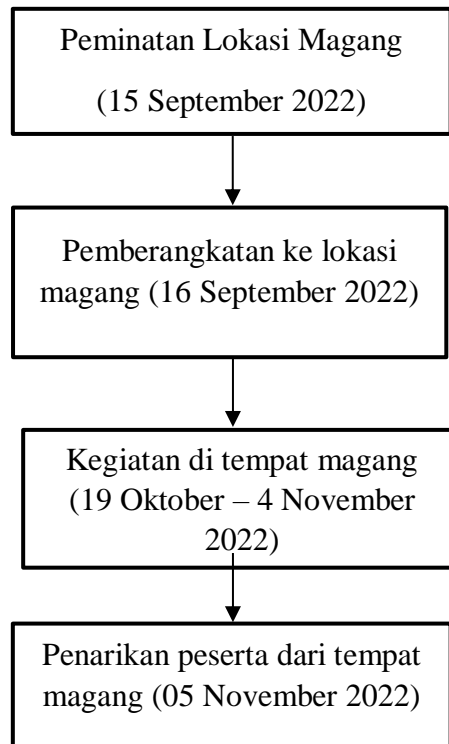 Peminatan Lokasi Magang
(15 September 2022)
Pemberangkatan ke lokasi
magang (16 September 2022)
Kegiatan di tempat magang
(19 Oktober – 4 November
2022)
Penarikan peserta dari tempat
magang (05 November 2022)